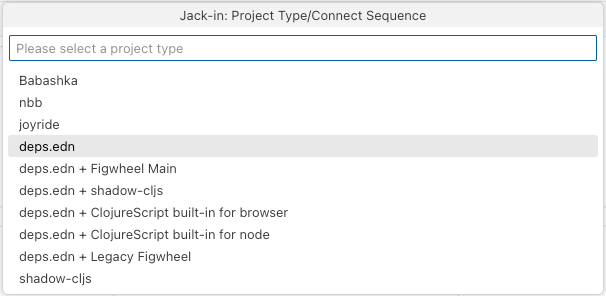 Jack-in: Project Type/Connect Sequence
Please select a project type
Babashka
nbb
joyride
deps.edn
deps.edn + Figwheel Main
deps.edn + shadow-cljs
deps.edn + ClojureScript built-in for browser
deps.edn + ClojureScript built-in for node
deps.edn + Legacy Figwheel
shadow-cljs